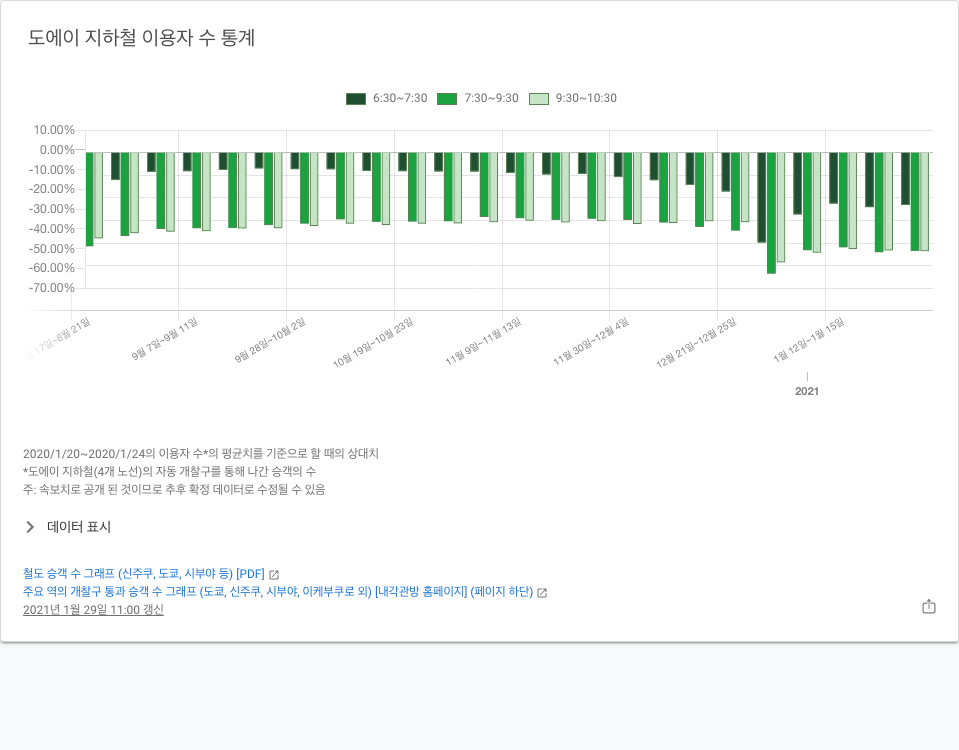 도에이 지하철 이용자 수 통계
6:30~7:30 7:30~9:30 9:30~10:30
10.00%
0.00%
-10.00%
-20.00%
-30.00%
-40.00%
-50.00%
-60.00%
-70.00%
17일~8월 21일
9월 7일~9월 11일
9월 28일~10월 2일
10월 19일~10월 23일
11월 9일~11월 13일
11월 30일~12월 4일
12월 21일~12월 25일
1월 12일~1월 15일
2021
2020/1/20~2020/1/24의 이용자 수*의 평균치를 기준으로 할 때의 상대치
*도에이 지하철(4개 노선)의 자동 개찰구를 통해 나간 승객의 수
주: 속보치로 공개 된 것이므로 추후 확정 데이터로 수정될 수 있음
데이터 표시
철도 승객 수 그래프 (신주쿠, 도쿄, 시부야 등) [PDF]
주요 역의 개찰구 통과 승객 수 그래프 (도쿄, 신주쿠, 시부야, 이케부쿠로 외) [내각관방 홈페이지] (페이지 하단)
2021년 1월 29일 11:00 갱신